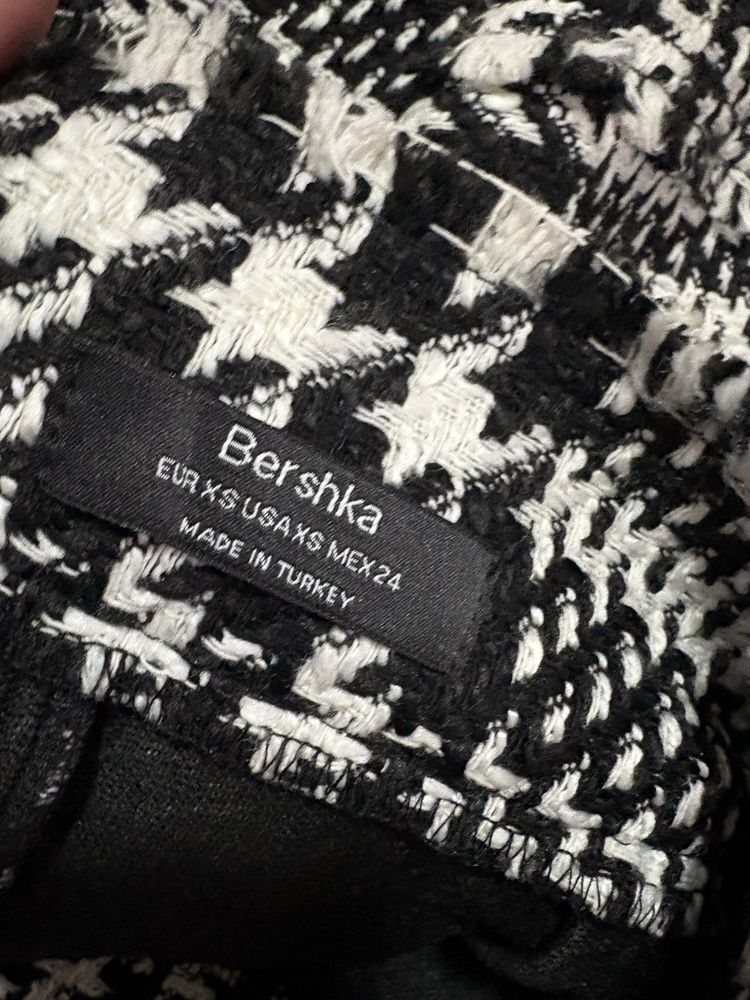 Bershka
EUR XS USA XS MEX 24
MADE IN TURKEY